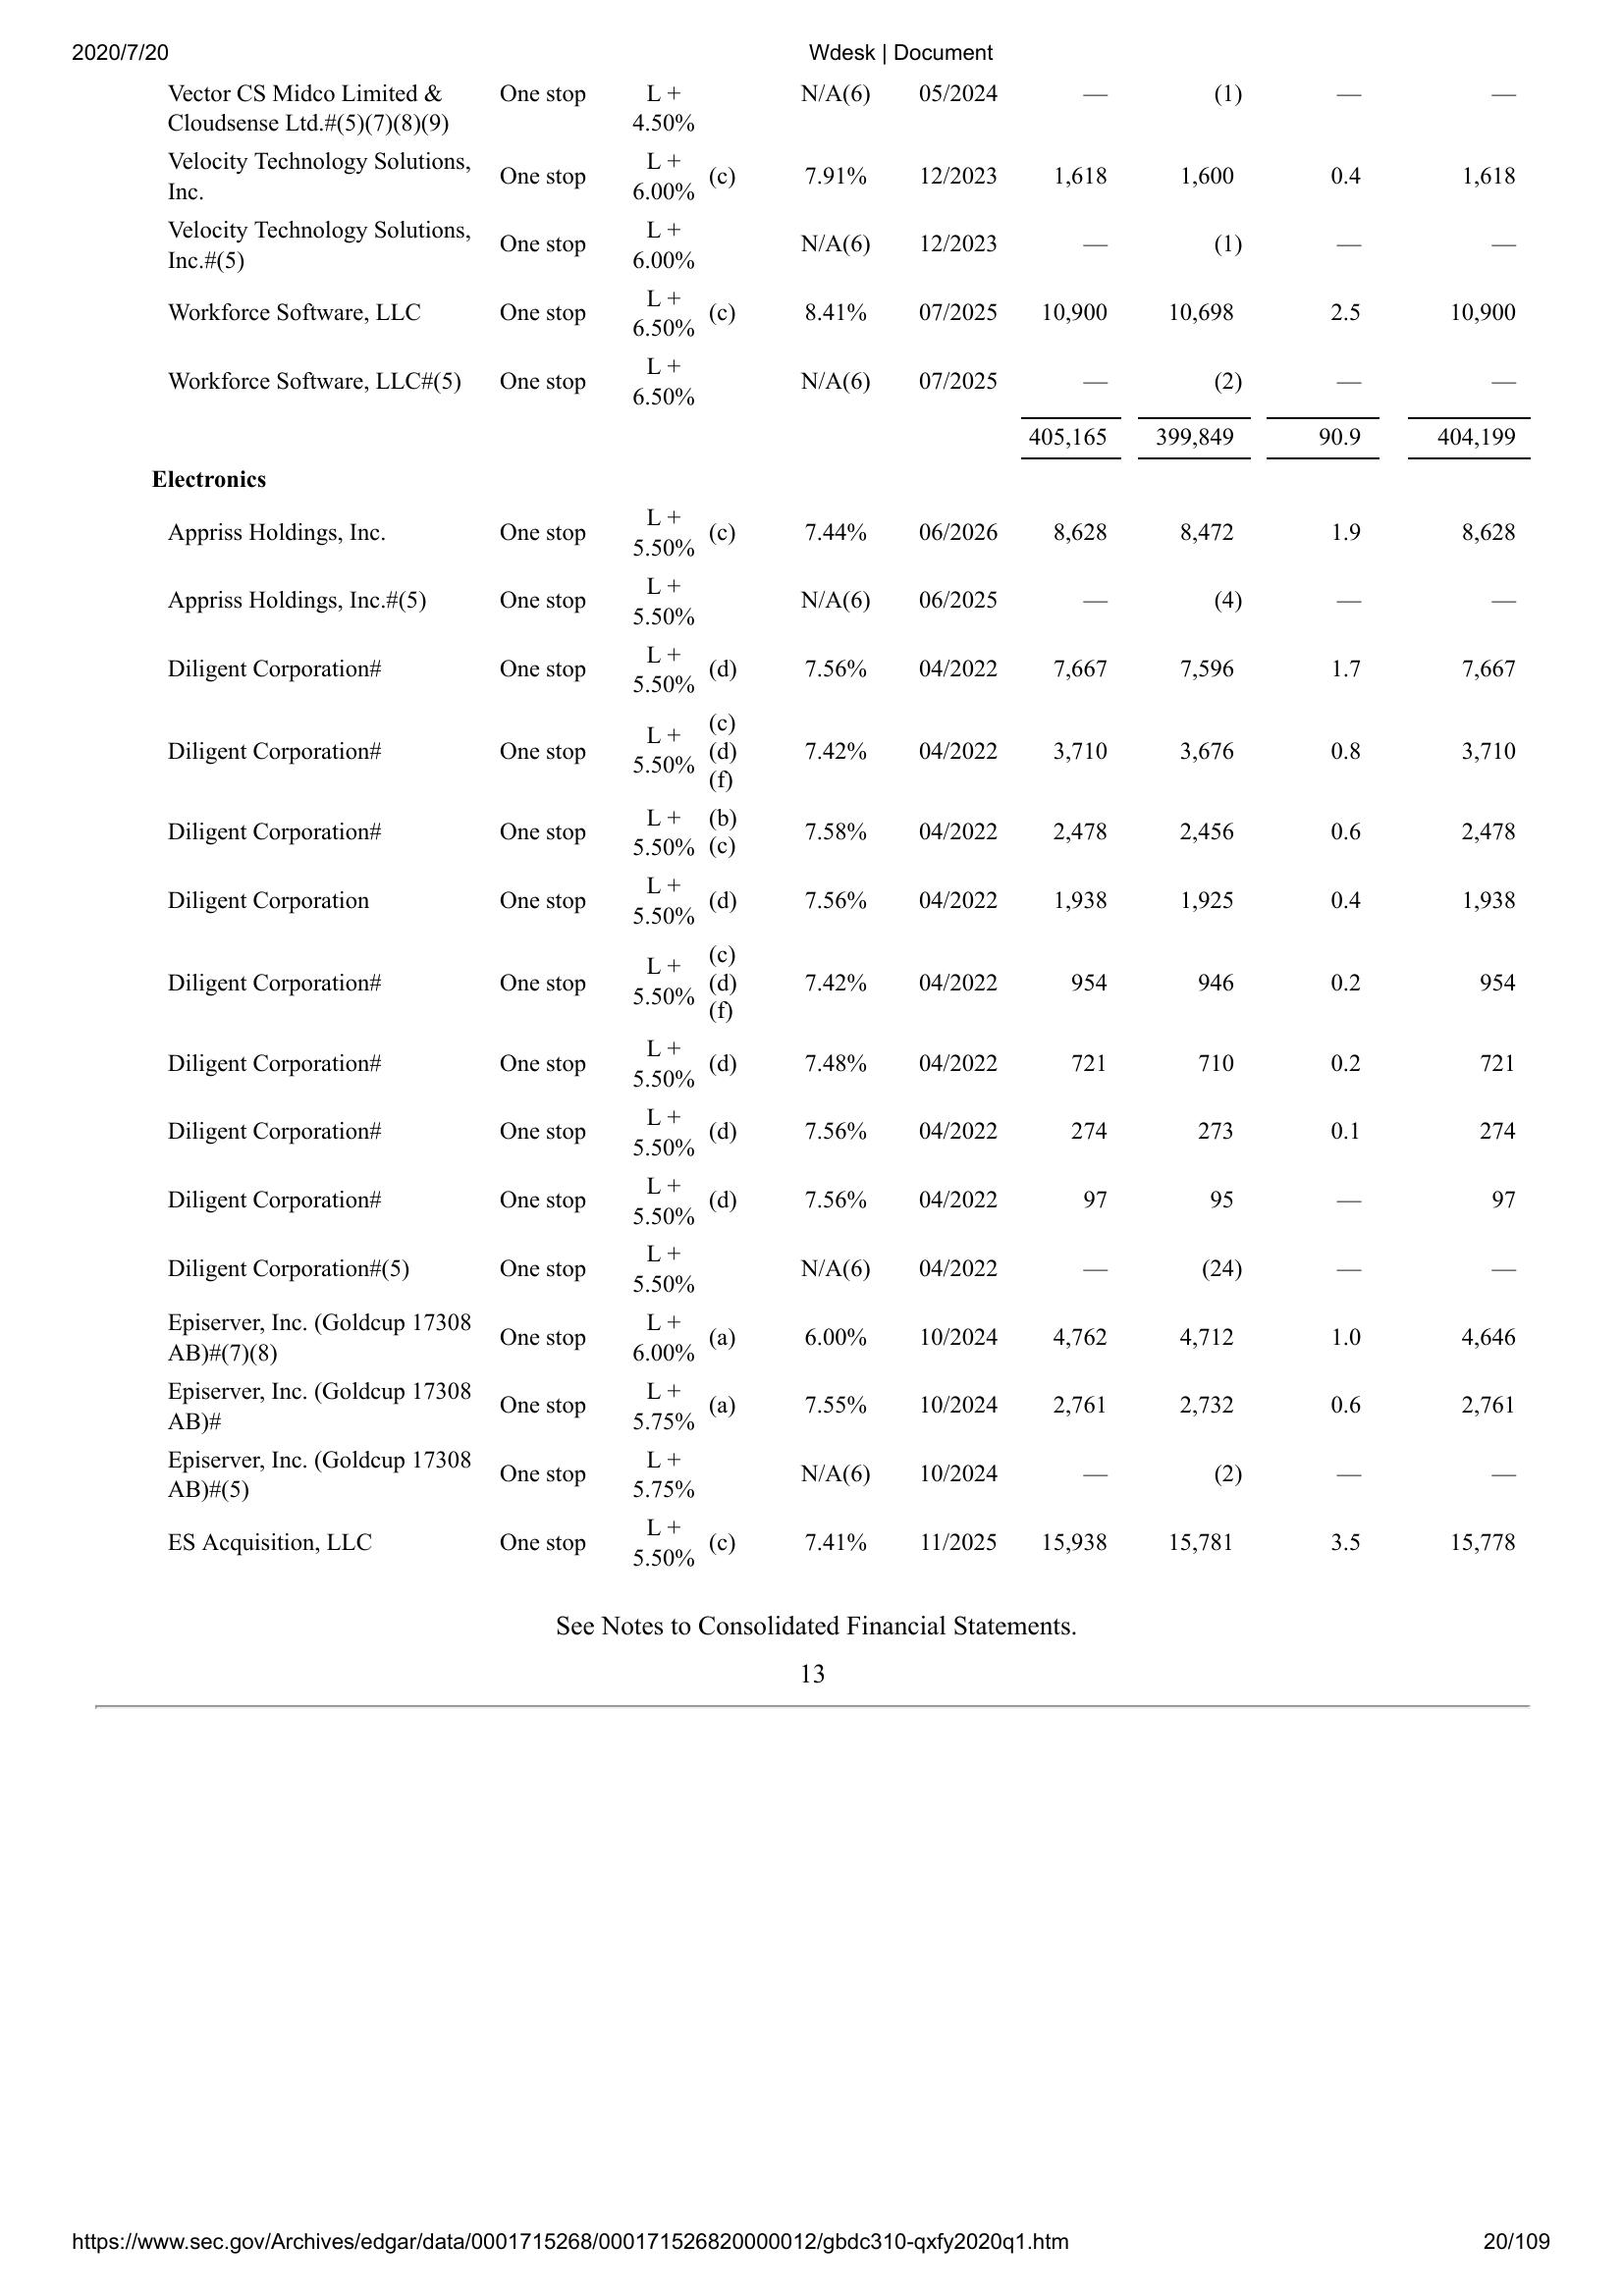 2020/7/20 Wdesk | Document
Vector CS Midco Limited & Cloudsense Ltd.#(5)(7)(8)(9) One stop L + 4.50% N/A(6) 05/2024 — (1) — —
Velocity Technology Solutions, Inc. One stop L + 6.00% (c) 7.91% 12/2023 1,618 1,600 0.4 1,618
Velocity Technology Solutions, Inc.#(5) One stop L + 6.00% N/A(6) 12/2023 — (1) — —
Workforce Software, LLC One stop L + 6.50% (c) 8.41% 07/2025 10,900 10,698 2.5 10,900
Workforce Software, LLC#(5) One stop L + 6.50% N/A(6) 07/2025 — (2) — —
405,165 399,849 90.9 404,199
Electronics
Appriss Holdings, Inc. One stop L + 5.50% (c) 7.44% 06/2026 8,628 8,472 1.9 8,628
Appriss Holdings, Inc.#(5) One stop L + 5.50% N/A(6) 06/2025 — (4) — —
Diligent Corporation# One stop L + 5.50% (d) 7.56% 04/2022 7,667 7,596 1.7 7,667
Diligent Corporation# One stop L + 5.50% (c) (d) (f) 7.42% 04/2022 3,710 3,676 0.8 3,710
Diligent Corporation# One stop L + 5.50% (b) (c) 7.58% 04/2022 2,478 2,456 0.6 2,478
Diligent Corporation One stop L + 5.50% (d) 7.56% 04/2022 1,938 1,925 0.4 1,938
Diligent Corporation# One stop L + 5.50% (c) (d) (f) 7.42% 04/2022 954 946 0.2 954
Diligent Corporation# One stop L + 5.50% (d) 7.48% 04/2022 721 710 0.2 721
Diligent Corporation# One stop L + 5.50% (d) 7.56% 04/2022 274 273 0.1 274
Diligent Corporation# One stop L + 5.50% (d) 7.56% 04/2022 97 95 — 97
Diligent Corporation#(5) One stop L + 5.50% N/A(6) 04/2022 — (24) — —
Episerver, Inc. (Goldcup 17308 AB)#(7)(8) One stop L + 6.00% (a) 6.00% 10/2024 4,762 4,712 1.0 4,646
Episerver, Inc. (Goldcup 17308 AB)# One stop L + 5.75% (a) 7.55% 10/2024 2,761 2,732 0.6 2,761
Episerver, Inc. (Goldcup 17308 AB)#(5) One stop L + 5.75% N/A(6) 10/2024 — (2) — —
ES Acquisition, LLC One stop L + 5.50% (c) 7.41% 11/2025 15,938 15,781 3.5 15,778
See Notes to Consolidated Financial Statements.
13
https://www.sec.gov/Archives/edgar/data/0001715268/000171526820000012/gbdc310-qxfy2020q1.htm 20/109